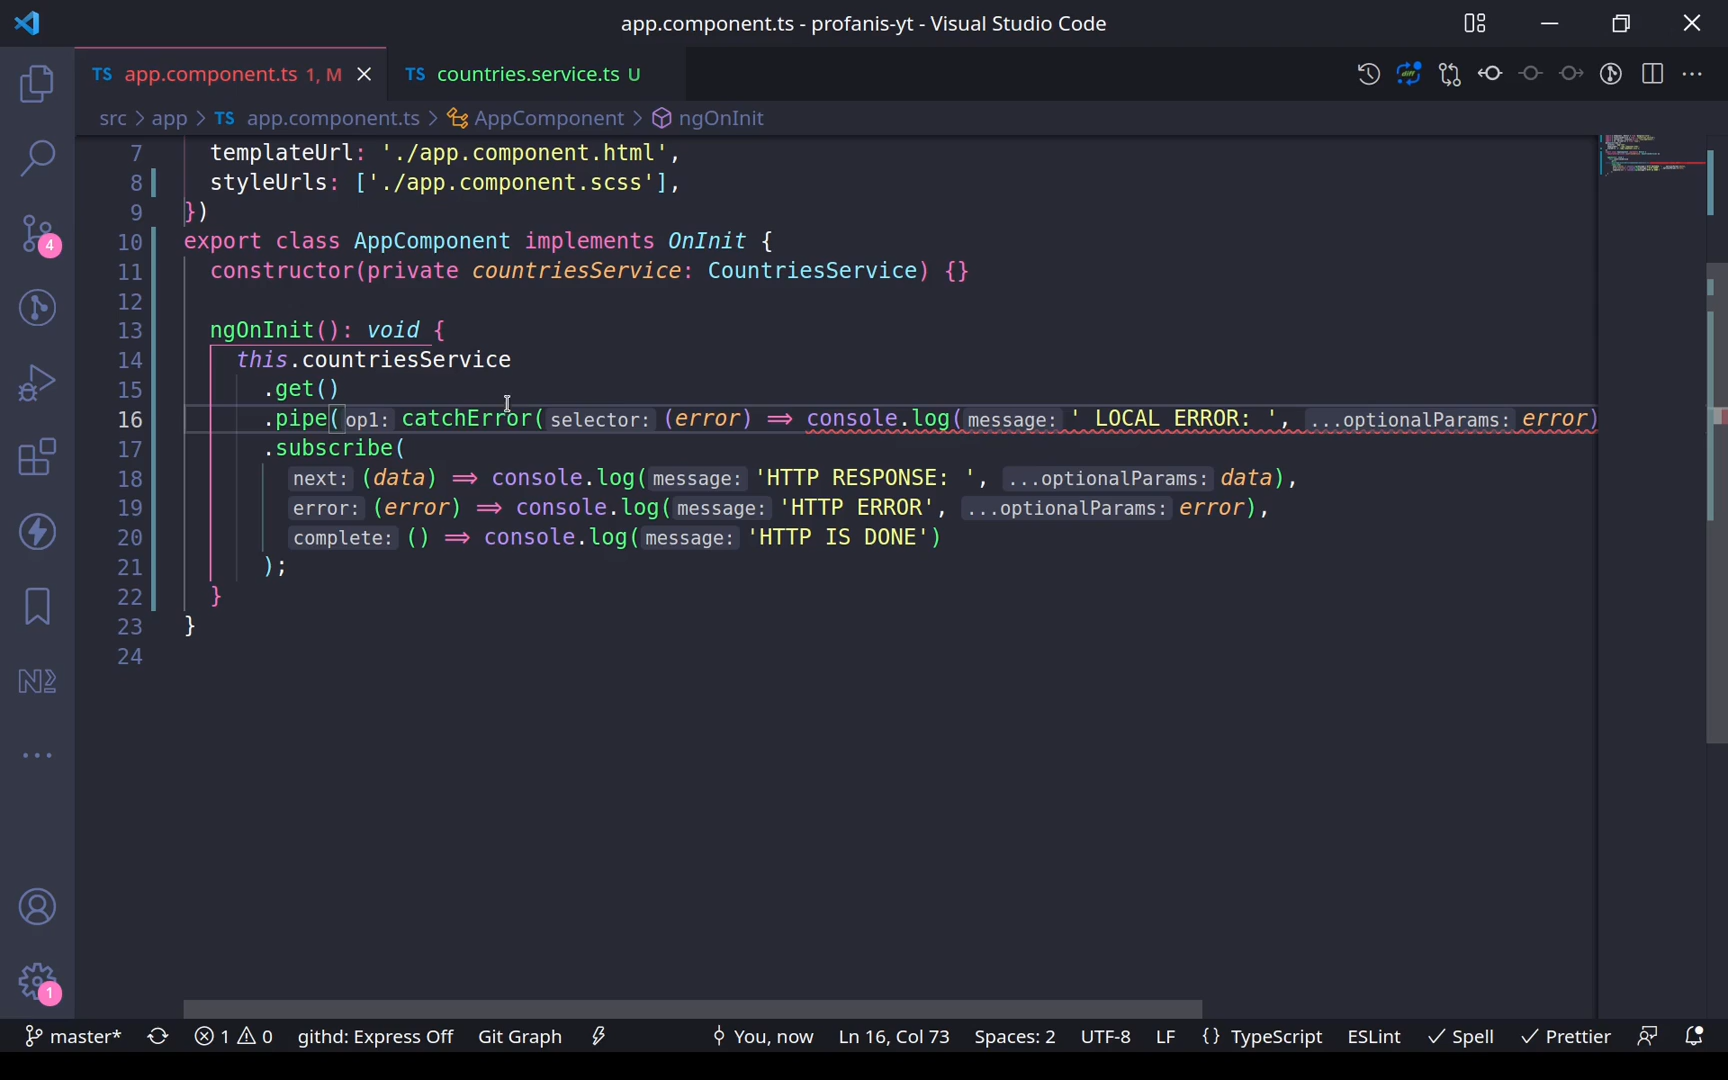 app.component.ts - profanis-yt - Visual Studio Code
TS app.component.ts 1, M
TS countries.service.ts U
src > app > TS app.component.ts > AppComponent > ngOnInit
7 templateUrl: './app.component.html',
8 styleUrls: ['./app.component.scss'],
9 })
10 export class AppComponent implements OnInit {
11 constructor(private countriesService: CountriesService) {}
12
13 ngOnInit(): void {
14 this.countriesService
15 .get()
16 .pipe(op1: catchError(selector: (error) => console.log(message: ' LOCAL ERROR: ', ...optionalParams: error)
17 .subscribe(
18 next: (data) => console.log(message: 'HTTP RESPONSE: ', ...optionalParams: data),
19 error: (error) => console.log(message: 'HTTP ERROR', ...optionalParams: error),
20 complete: () => console.log(message: 'HTTP IS DONE')
21 );
22 }
23 }
24
4
1
master* 1 0 githd: Express Off Git Graph You, now Ln 16, Col 73 Spaces: 2 UTF-8 LF {} TypeScript ESLint Spell Prettier